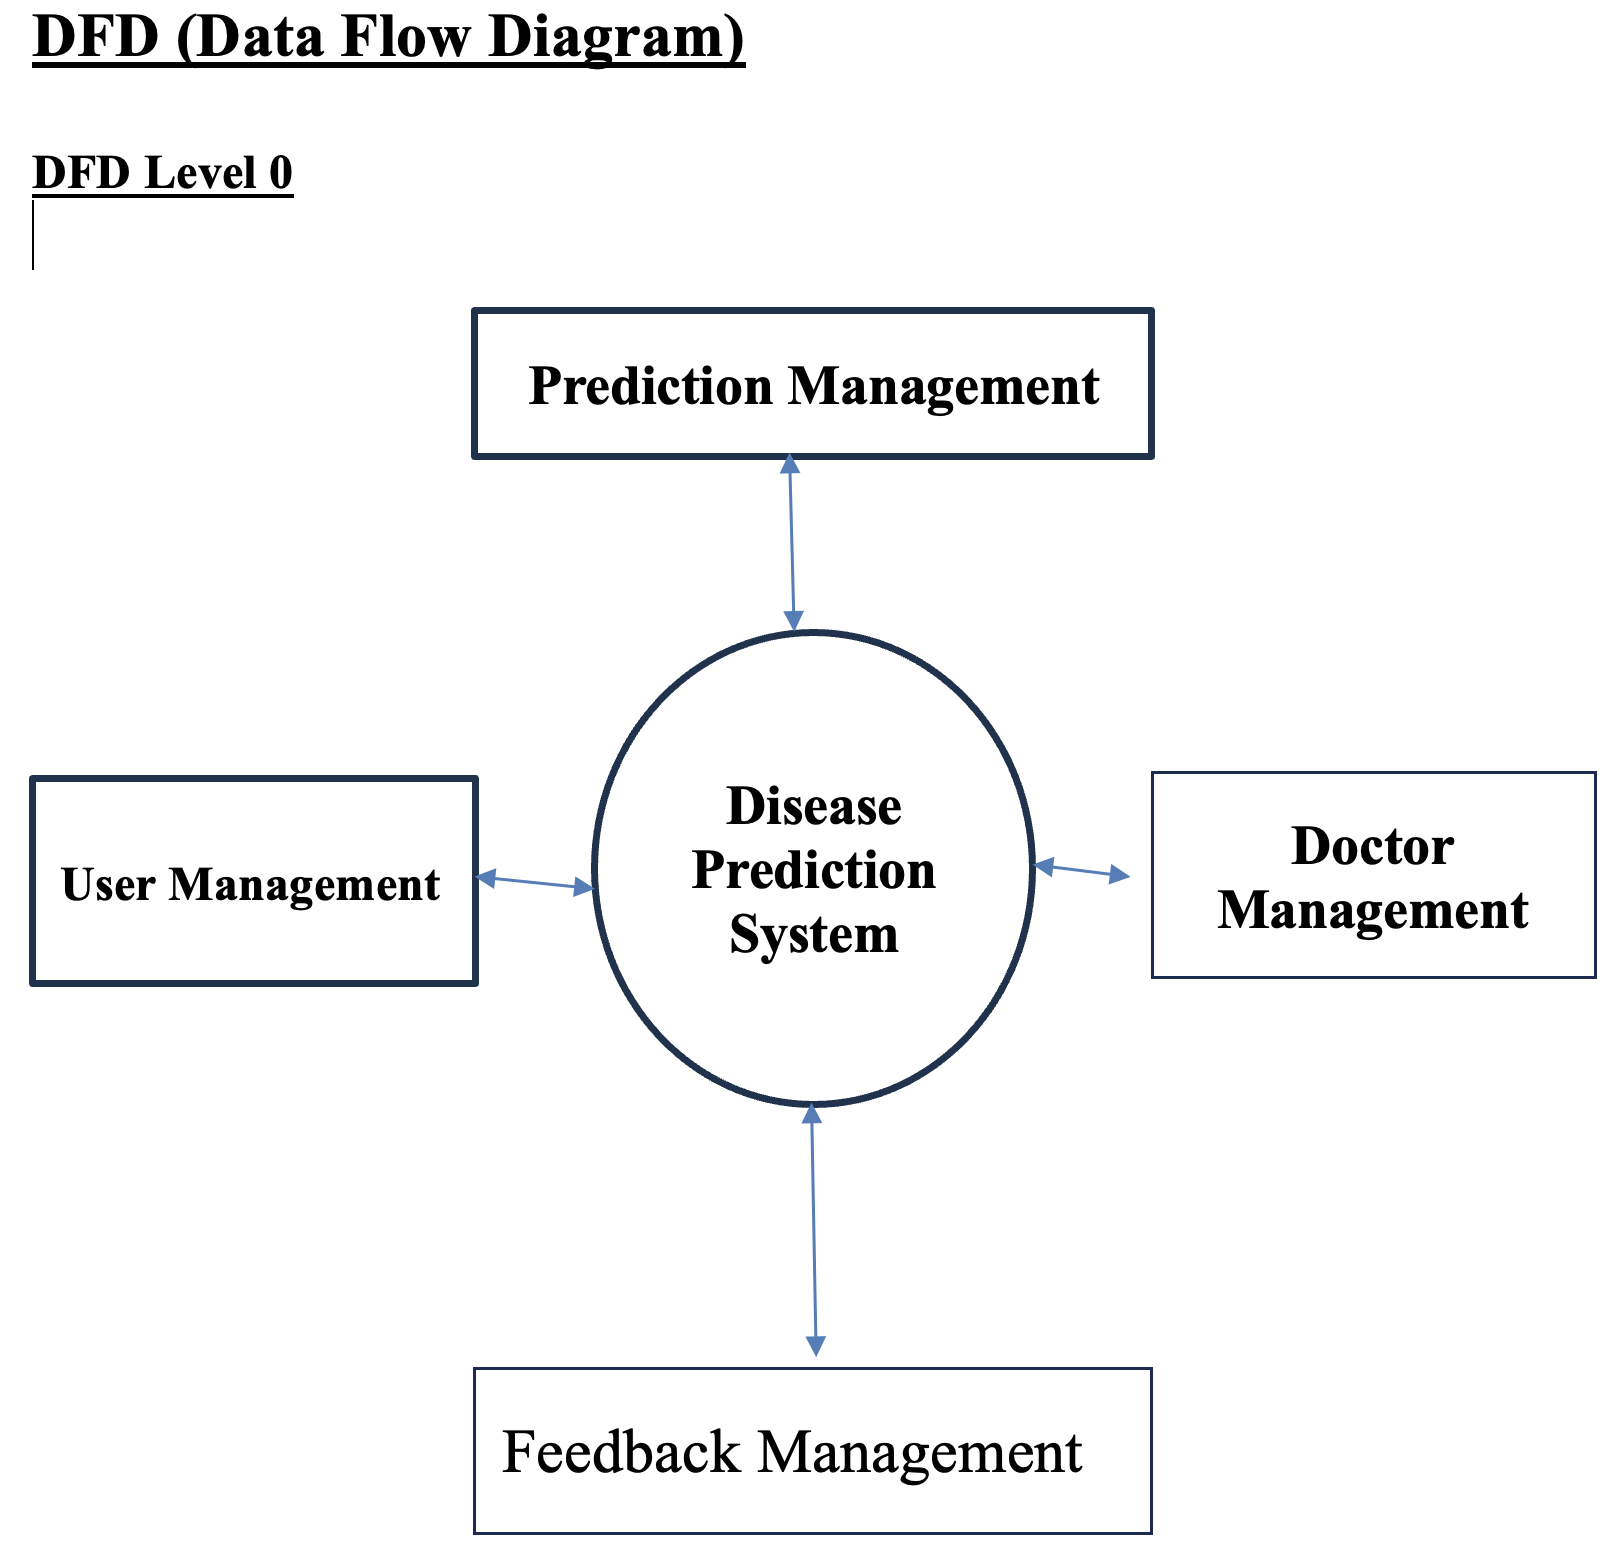 DFD (Data Flow Diagram)
DFD Level 0
Prediction Management
Disease
Prediction
System
User Management
Doctor
Management
Feedback Management